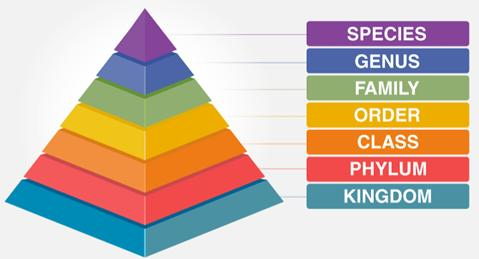 SPECIES
GENUS
FAMILY
ORDER
CLASS
PHYLUM
KINGDOM